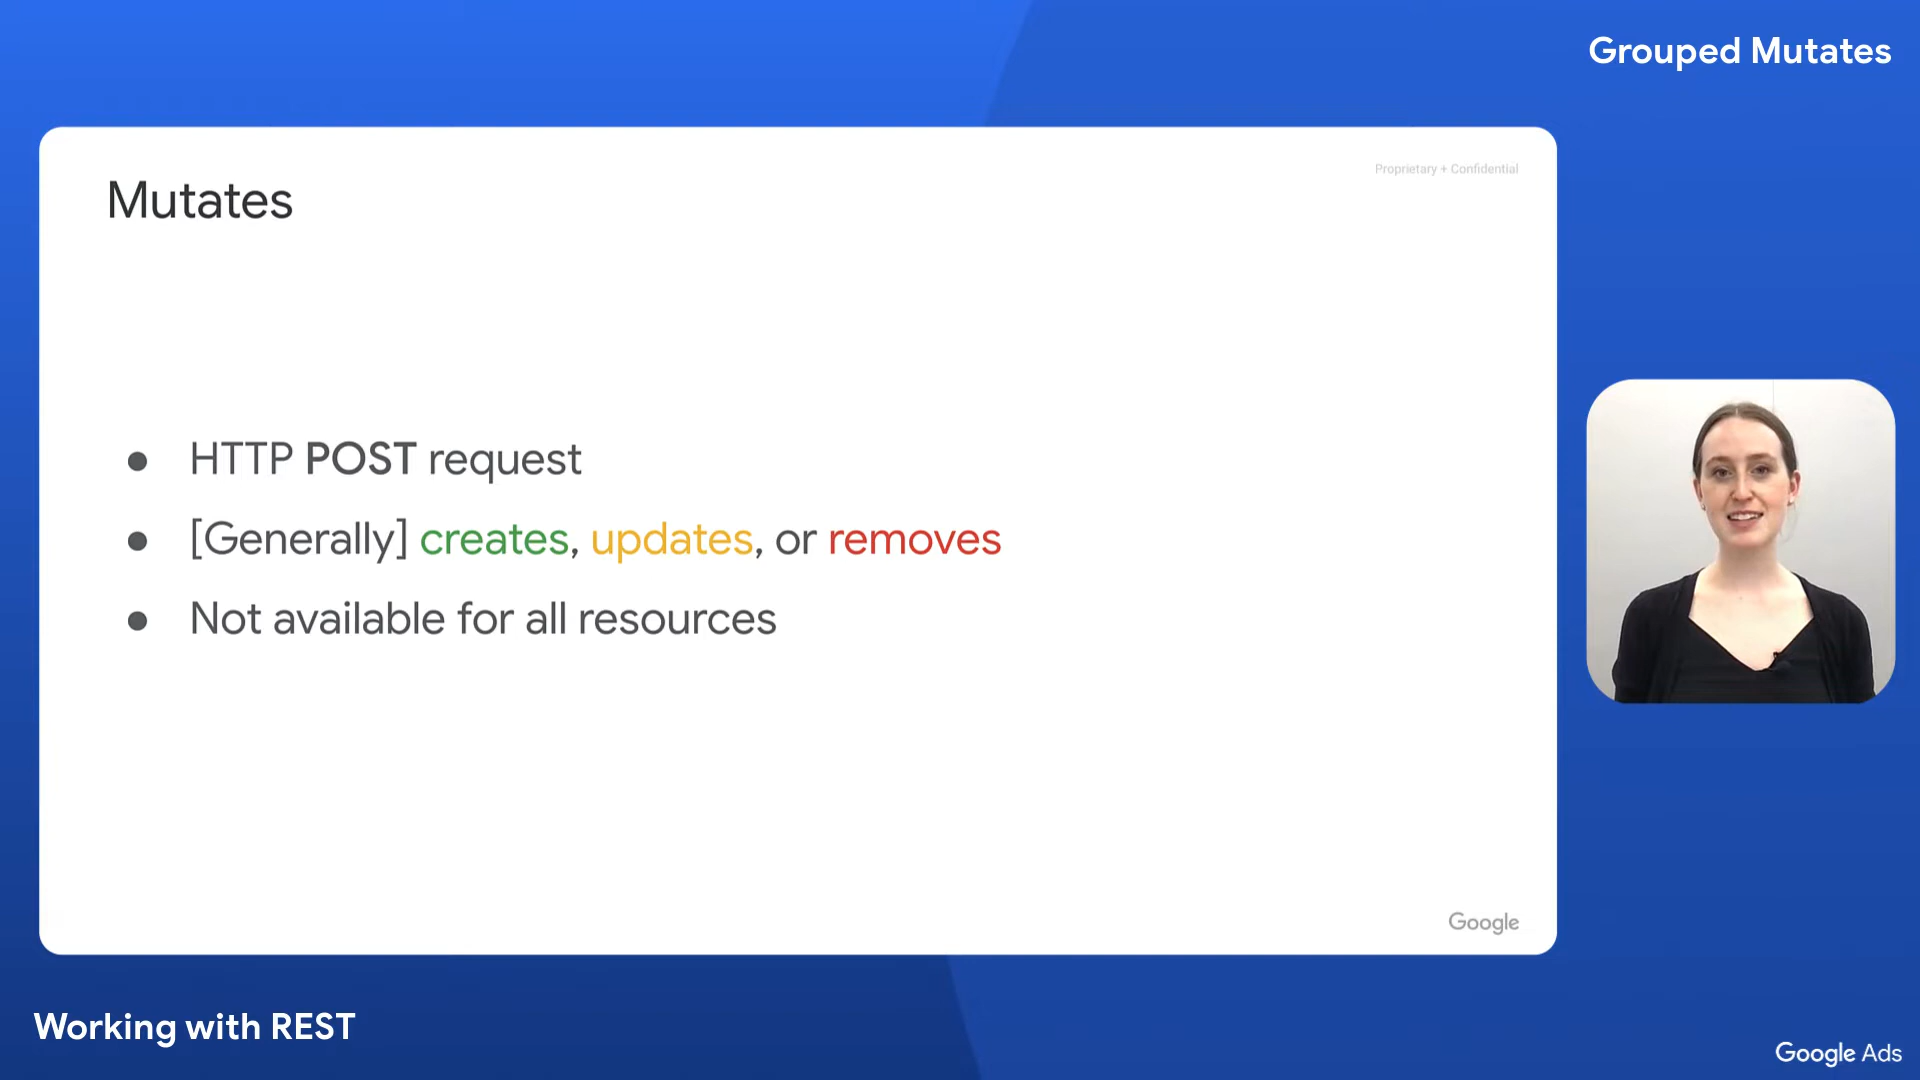 Grouped Mutates
Proprietary + Confidential
Mutates
● HTTP POST request
● [Generally] creates, updates, or removes
● Not available for all resources
Google
Working with REST
Google Ads